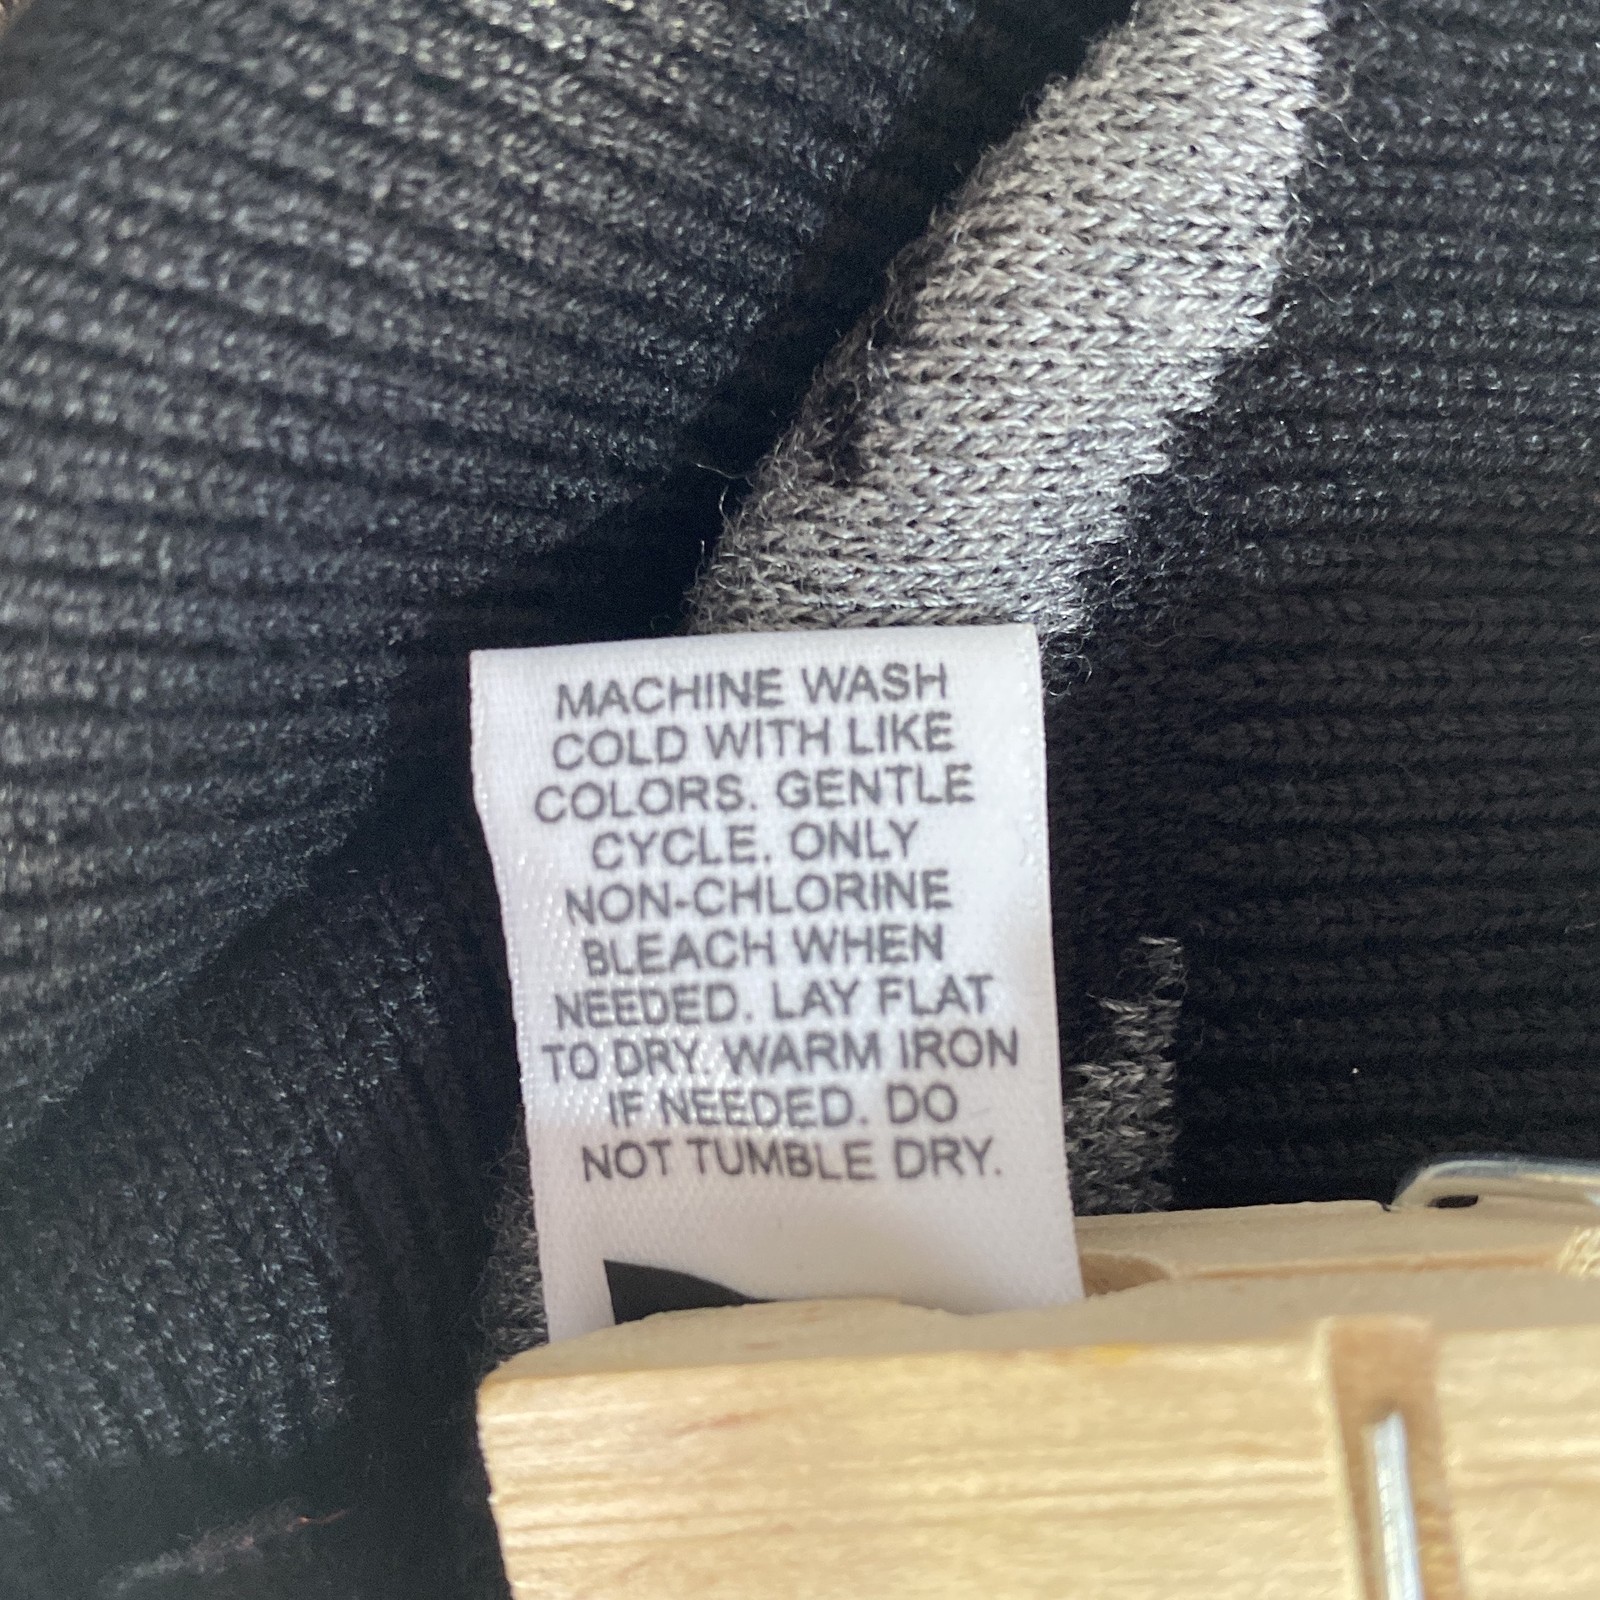 MACHINE WASH
COLD WITH LIKE
COLORS. GENTLE
CYCLE. ONLY
NON-CHLORINE
BLEACH WHEN
NEEDED. LAY FLAT
TO DRY. WARM IRON
IF NEEDED. DO
NOT TUMBLE DRY.